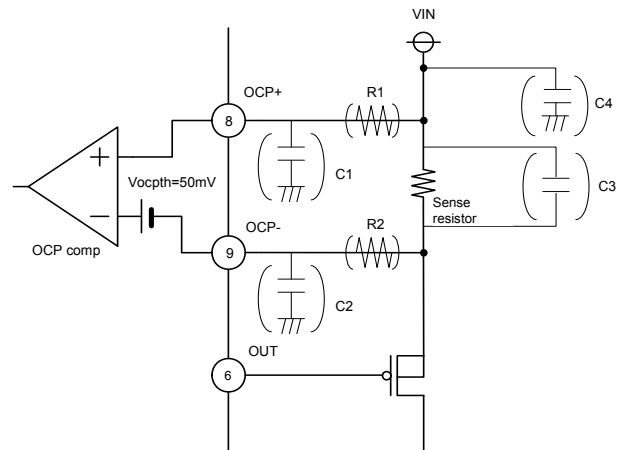 VIN
OCP+
R1
C4
8
+
C1
C3
Vocpth=50mV
Sense
resistor
−
OCP-
R2
OCP comp
9
C2
OUT
6